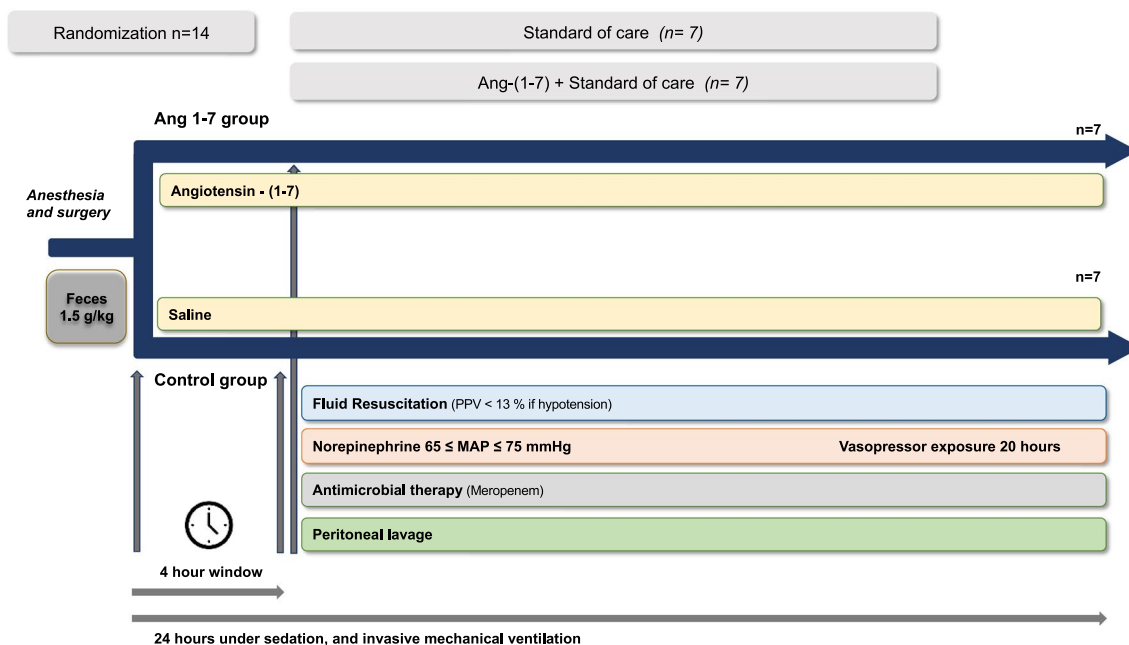 Randomization n=14
Standard of care (n= 7)
Ang-(1-7) + Standard of care (n= 7)
Ang 1-7 group
n=7
Angiotensin - (1-7)
Anesthesia
and surgery
n=7
Feces
1.5 g/kg
Saline
Control group
Fluid Resuscitation (PPV < 13 % if hypotension)
Norepinephrine 65 ≤ MAP ≤ 75 mmHg
Vasopressor exposure 20 hours
Antimicrobial therapy (Meropenem)
Peritoneal lavage
4 hour window
24 hours under sedation, and invasive mechanical ventilation